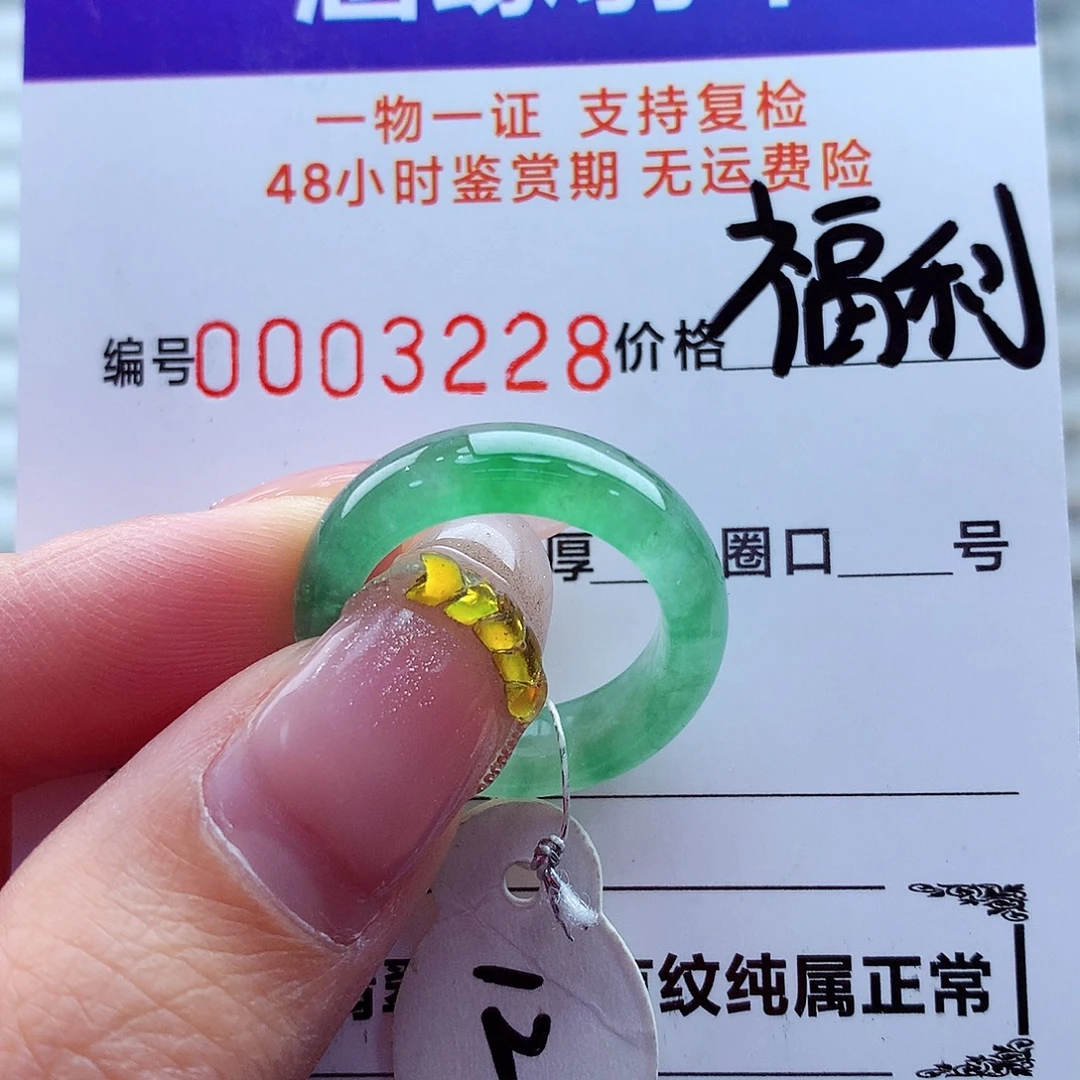 一物一证 支持复检
48小时鉴赏期 无运费险
编号0003228价格福利
厚 圈口 号
纹纯属正常